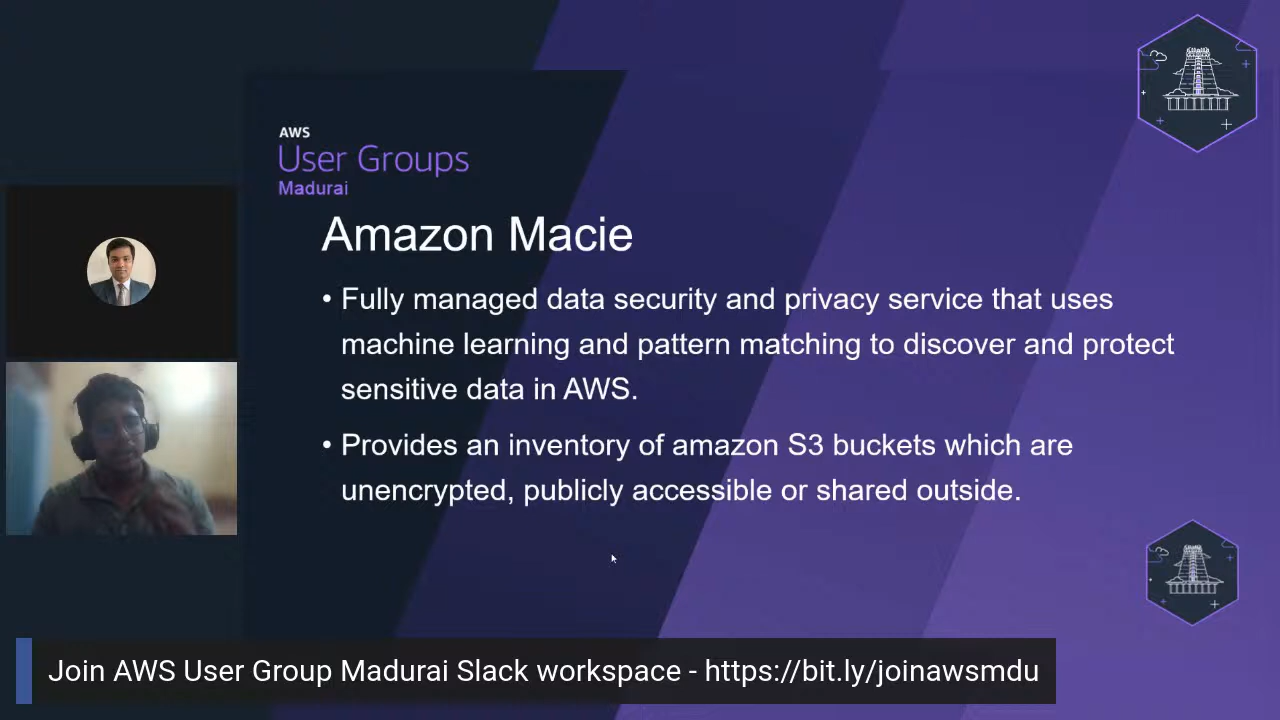 AWS
User Groups
Madurai
Amazon Macie
• Fully managed data security and privacy service that uses
machine learning and pattern matching to discover and protect
sensitive data in AWS.
• Provides an inventory of amazon S3 buckets which are
unencrypted, publicly accessible or shared outside.
Join AWS User Group Madurai Slack workspace - https://bit.ly/joinawsmdu